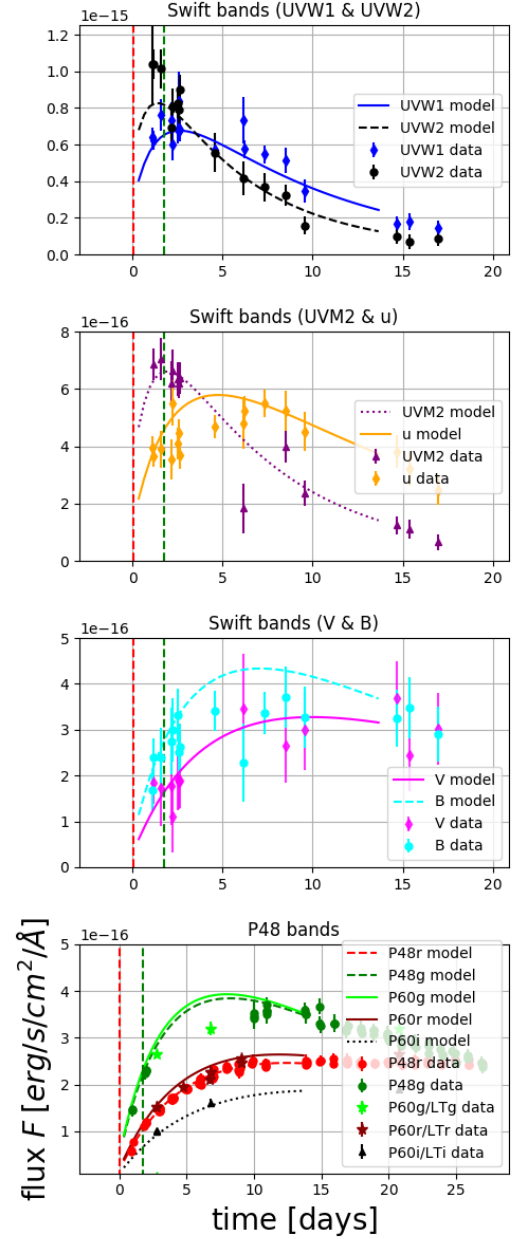 Swift bands (UVW1 & UVW2)
1e−15
1.2
1.0
0.8
0.6
0.4
0.2
0.0
UVW1 model
UVW2 model
UVW1 data
UVW2 data
0 5 10 15 20
Swift bands (UVM2 & u)
1e−16
8
6
4
2
0
UVM2 model
u model
UVM2 data
u data
0 5 10 15 20
Swift bands (V & B)
1e−16
5
4
3
2
1
0
V model
B model
V data
B data
0 5 10 15 20
P48 bands
1e−16
5
4
3
2
1
P48r model
P48g model
P60g model
P60r model
P60i model
P48r data
P48g data
P60g/LTg data
P60r/LTr data
P60i/LTi data
0 5 10 15 20 25
flux F [erg/s/cm²/Å]
time [days]